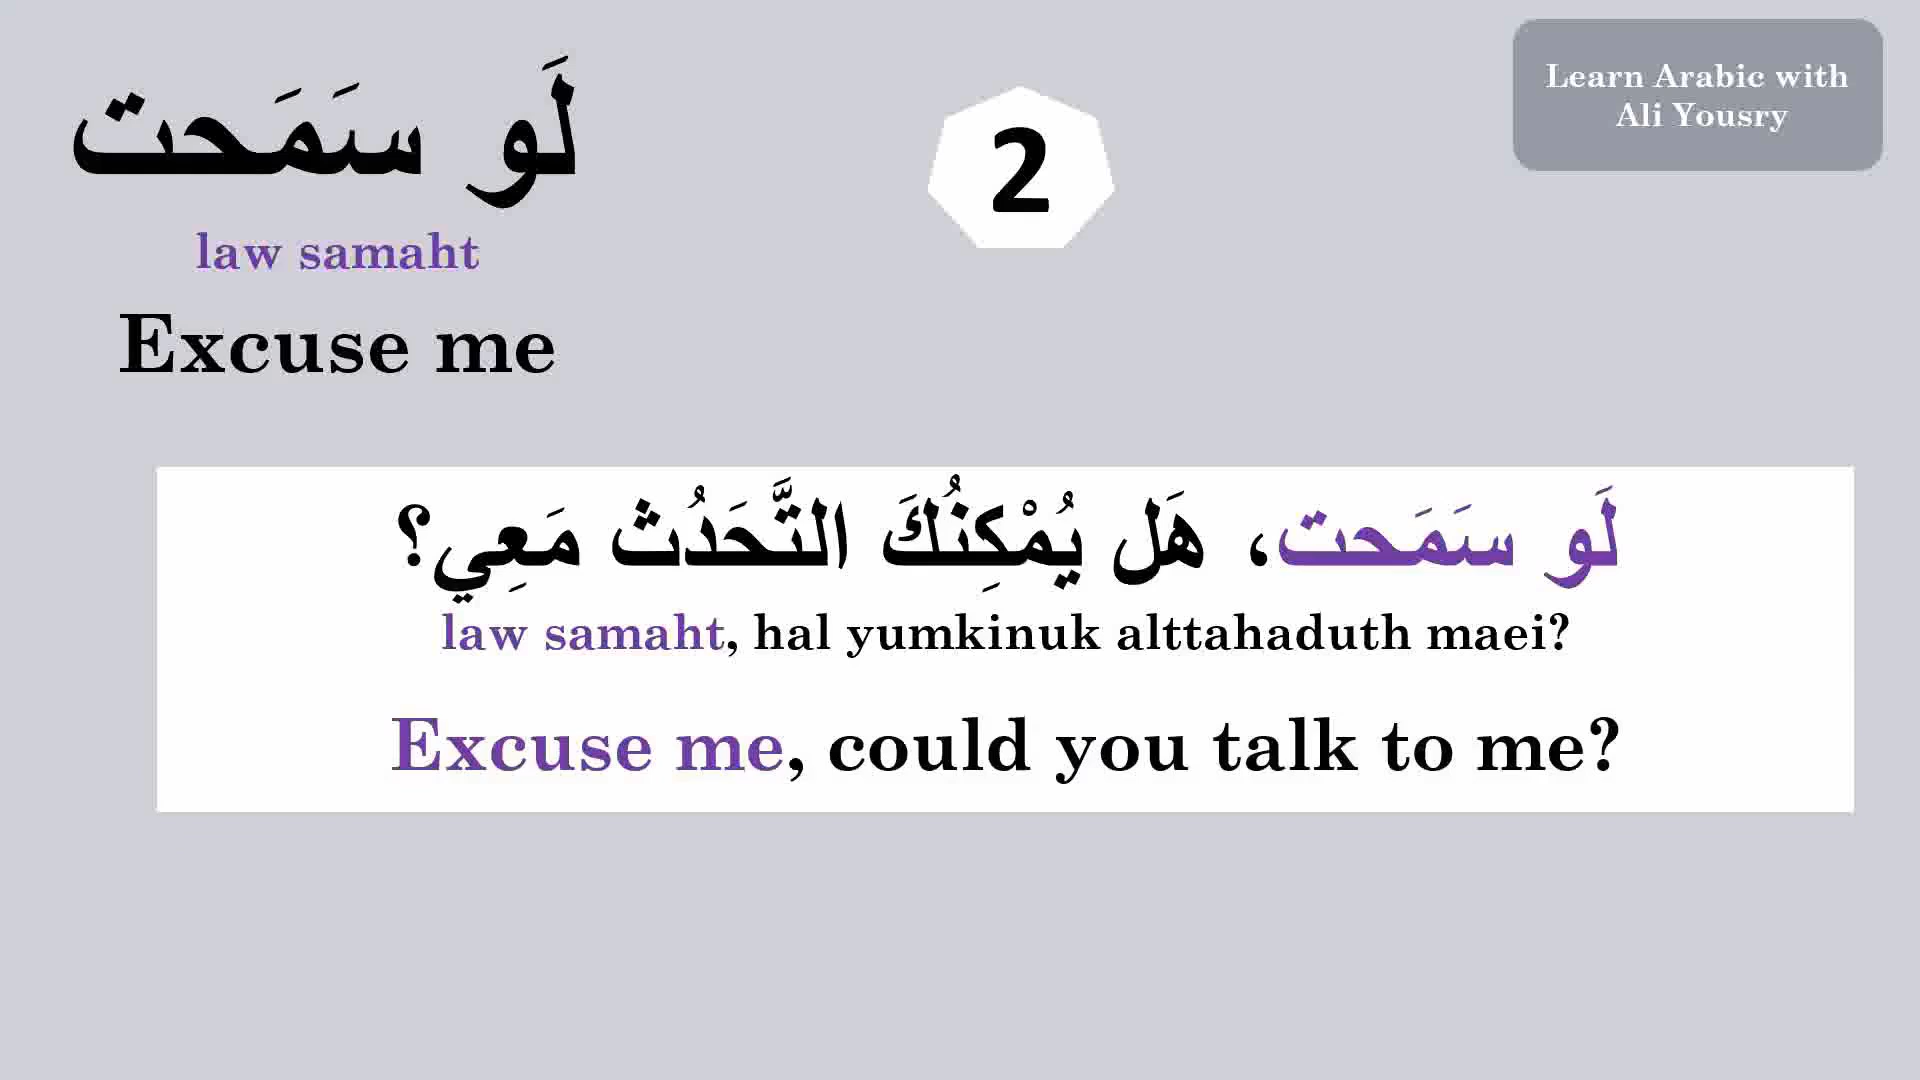 لَو سَمَحت
law samaht
Excuse me
2
Learn Arabic with
Ali Yousry
لَو سَمَحت، هَل يُمْكِنُكَ التَّحَدُث مَعِي؟
law samaht, hal yumkinuk alttahaduth maei?
Excuse me, could you talk to me?